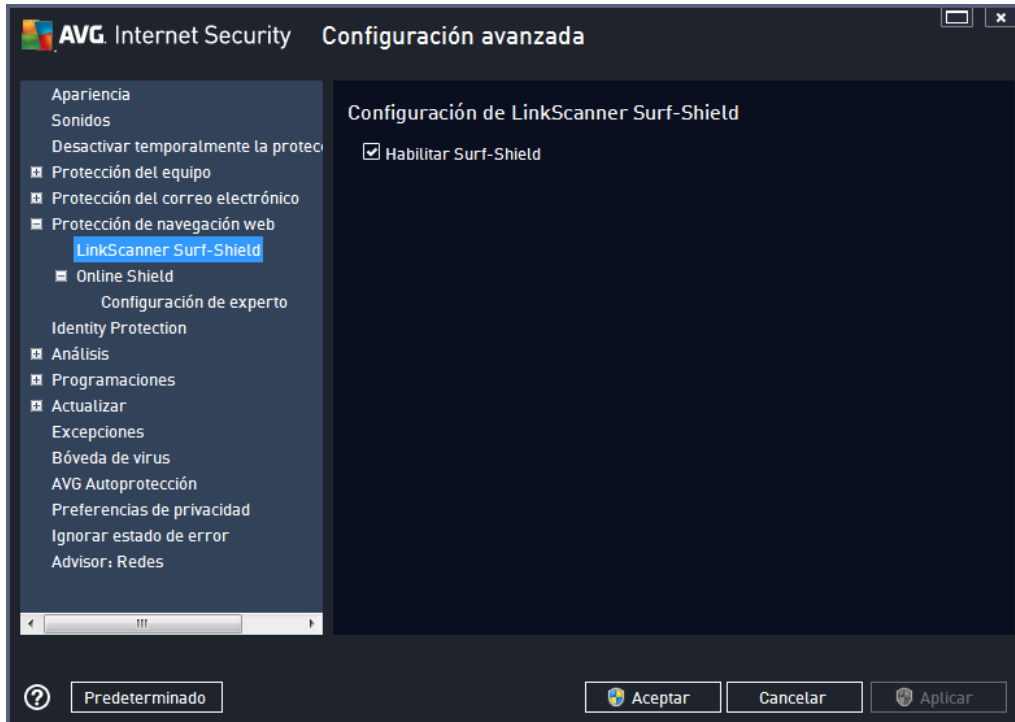 AVG. Internet Security Configuración avanzada
Apariencia
Sonidos
Desactivar temporalmente la protec
Protección del equipo
Protección del correo electrónico
Protección de navegación web
LinkScanner Surf-Shield
Online Shield
Configuración de experto
Identity Protection
Análisis
Programaciones
Actualizar
Excepciones
Bóveda de virus
AVG Autoprotección
Preferencias de privacidad
Ignorar estado de error
Advisor: Redes
Configuración de LinkScanner Surf-Shield
Habilitar Surf-Shield
Predeterminado
Aceptar
Cancelar
Aplicar